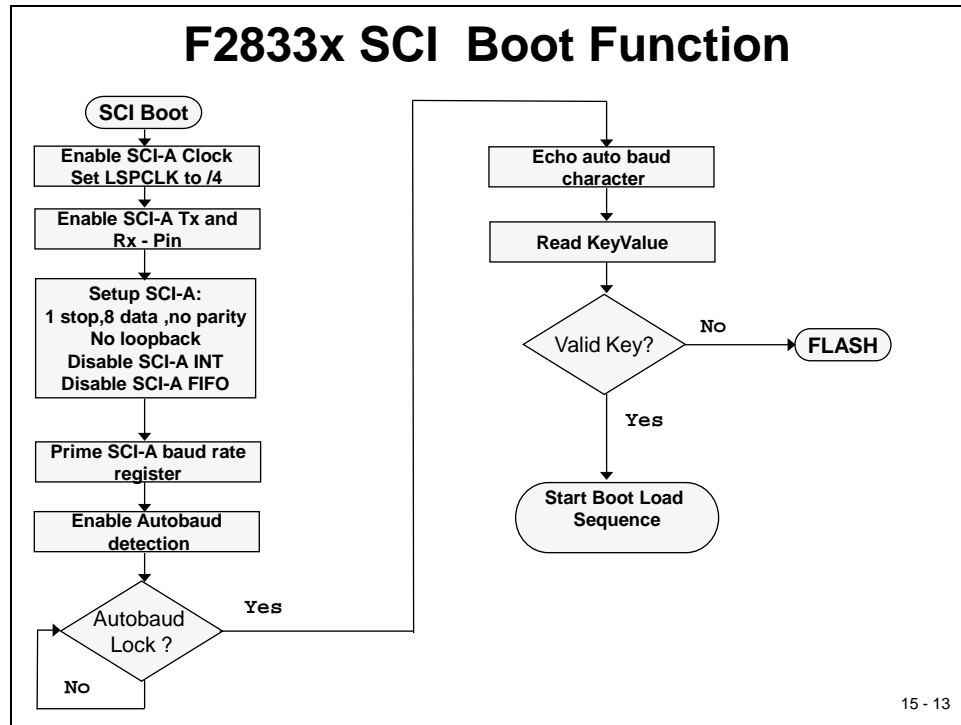 F2833x SCI Boot Function
SCI Boot
Enable SCI-A Clock
Set LSPCLK to /4
Enable SCI-A Tx and
Rx - Pin
Setup SCI-A:
1 stop,8 data ,no parity
No loopback
Disable SCI-A INT
Disable SCI-A FIFO
Prime SCI-A baud rate
register
Enable Autobaud
detection
Autobaud
Lock ?
Yes
No
Echo auto baud
character
Read KeyValue
Valid Key?
No
FLASH
Yes
Start Boot Load
Sequence
15 - 13